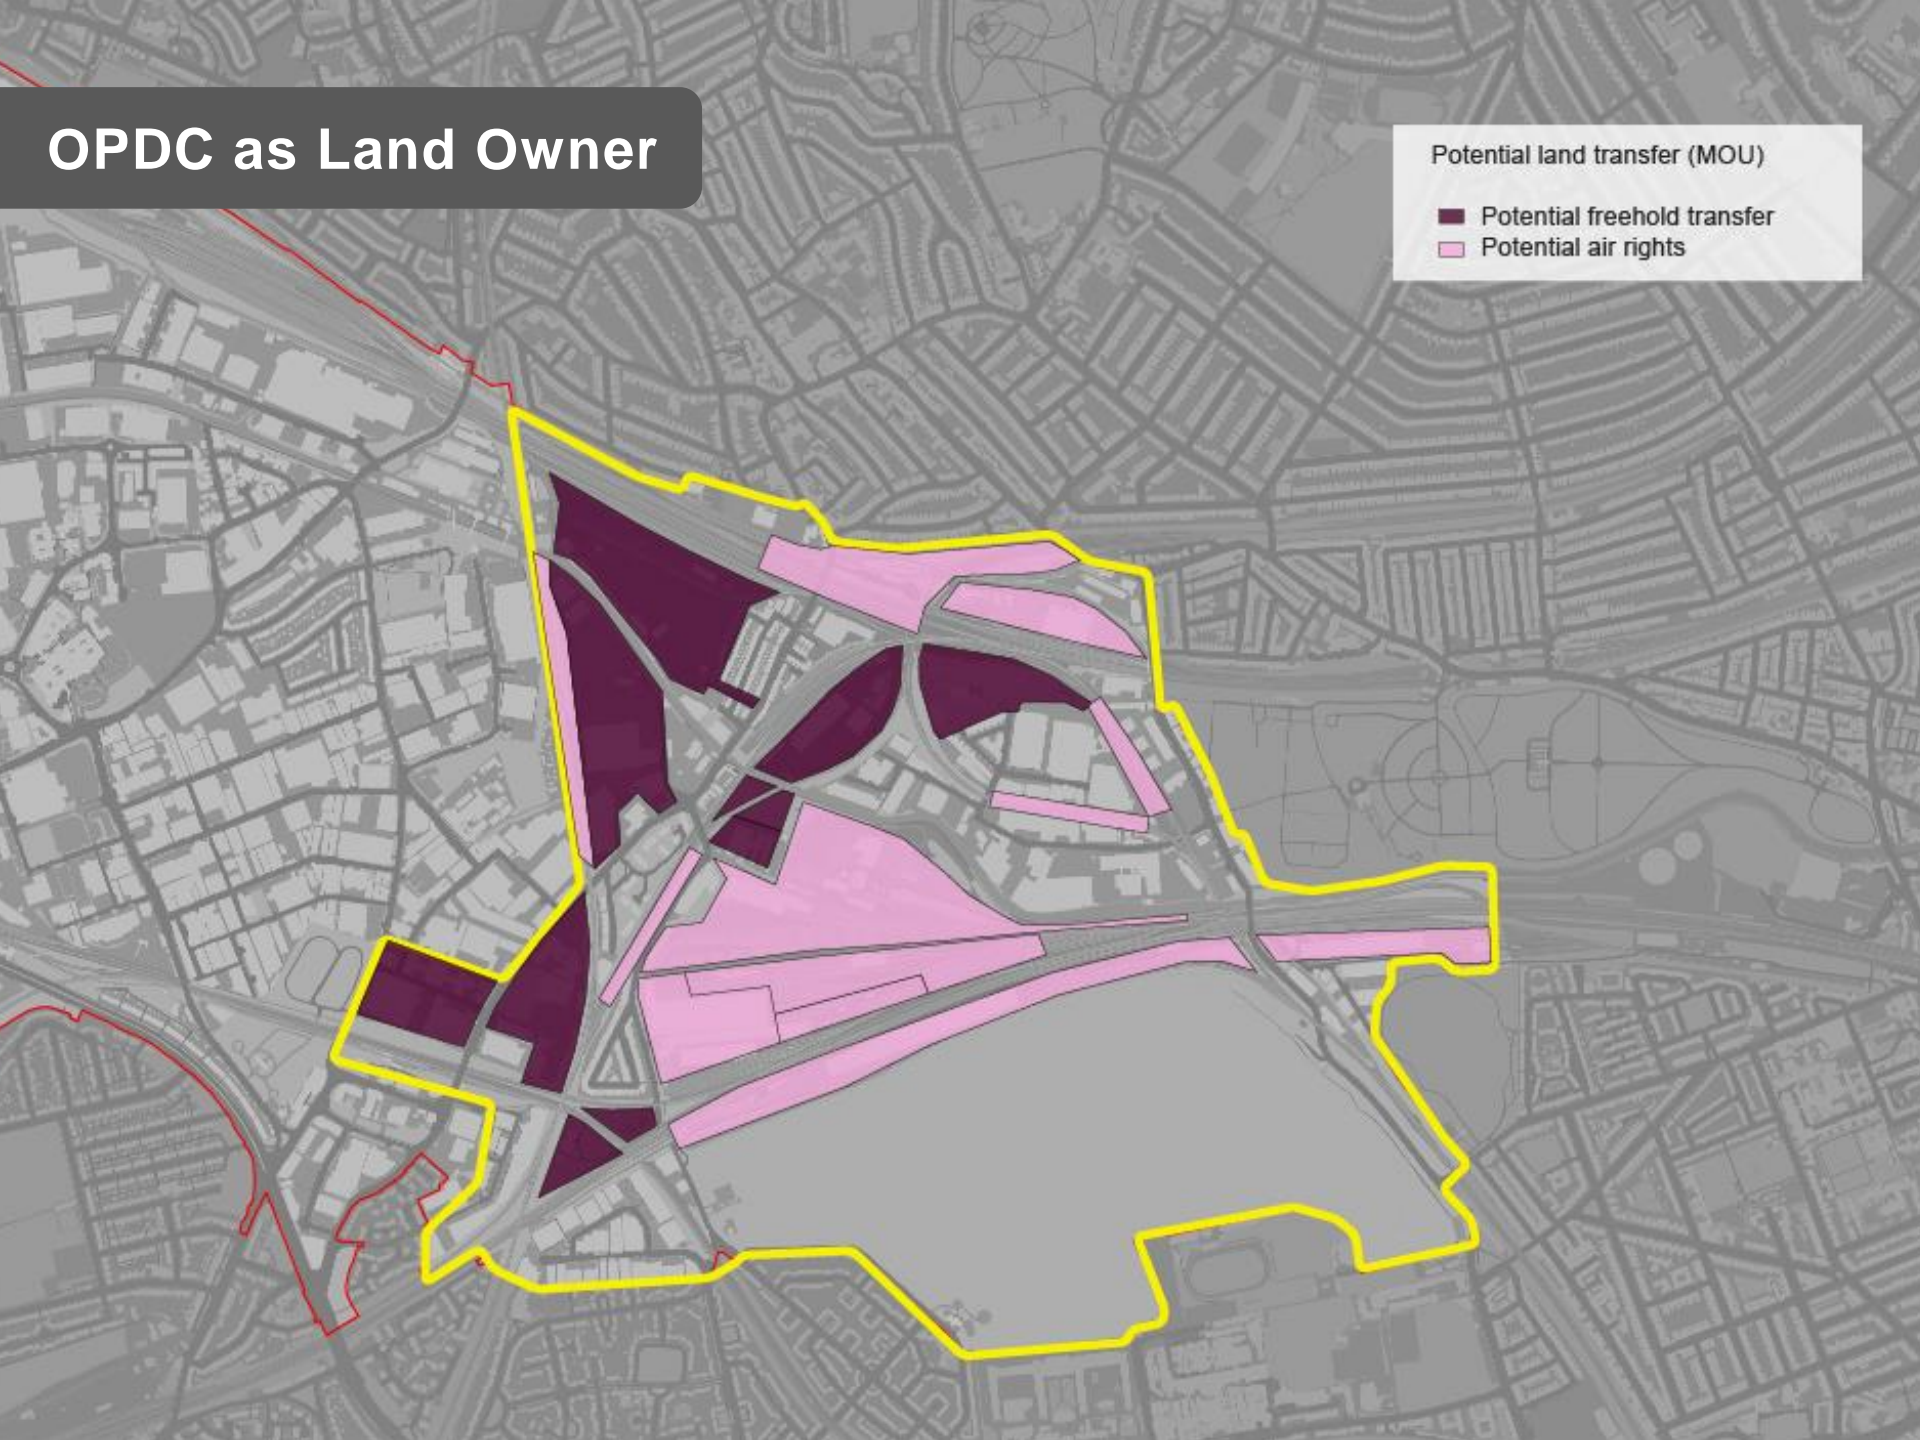 OPDC as Land Owner
Potential land transfer (MOU)
Potential freehold transfer
Potential air rights